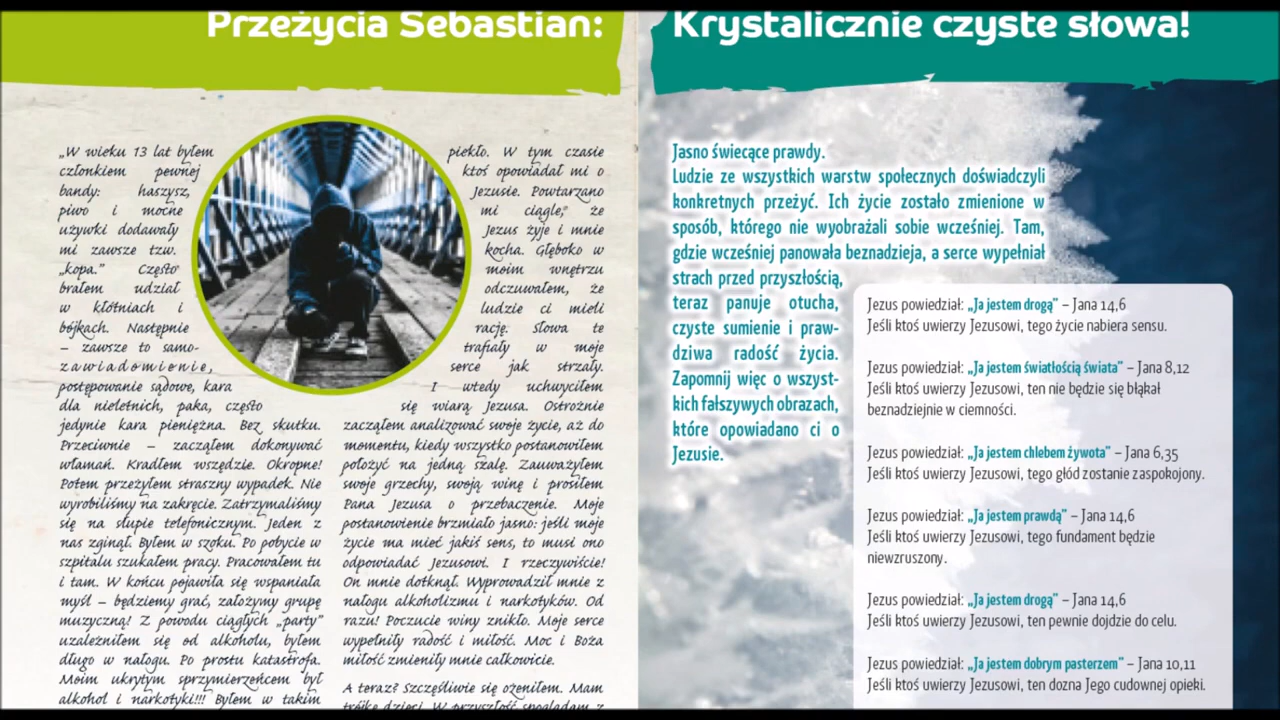 Przeżycia Sebastian:
„W wieku 13 lat byłem
członkiem pewnej
bandy: haszysz,
piwo i mocne
używki dodawały
mi zawsze tzw.
„kopa.” Często
brałem udział
w kłótniach i
bójkach. Następnie
– zawsze to samo-
zawiadomienie,
postępowanie sądowe, kara
dla nieletnich, paka, często
jedynie kara pieniężna. Bez skutku.
Przeciwnie – zacząłem dokonywać
włamań. Kradłem wszędzie. Okropne!
Potem przeżyłem straszny wypadek. Nie
wyrobiliśmy na zakręcie. Zatrzymaliśmy
się na słupie telefonicznym. Jeden z
nas zginął. Byłem w szoku. Po pobycie w
szpitalu szukałem pracy. Pracowałem tu
i tam. W końcu pojawiła się wspaniała
myśl – będziemy grać, założymy grupę
muzyczną! Z powodu ciągłych „party”
uzależniłem się od alkoholu, byłem
długo w nałogu. Po prostu katastrofa.
Moim ukrytym sprzymierzeńcem był
alkohol i narkotyki!!! Byłem w takim
piekło. W tym czasie
ktoś opowiadał mi o
Jezusie. Powtarzano
mi ciągle,” że
Jezus żyje i mnie
kocha. Głęboko w
moim wnętrzu
odczuwałem, że
ludzie ci mieli
rację. słowa te
trafiały w moje
serce jak strzały.
I wtedy uchwyciłem
się wiarą Jezusa. Ostrożnie
zacząłem analizować swoje życie, aż do
momentu, kiedy wszystko postanowiłem
położyć na jedną szalę. Zauważyłem
swoje grzechy, swoją winę i prosiłem
Pana Jezusa o przebaczenie. Moje
postanowienie brzmiało jasno: jeśli moje
życie ma mieć jakiś sens, to musi ono
odpowiadać Jezusowi. I rzeczywiście!
On mnie dotknął. Wyprowadził mnie z
nałogu alkoholizmu i narkotyków. Od
razu! Poczucie winy znikło. Moje serce
wypełniły radość i miłość. Moc i Boża
miłość zmieniły mnie całkowicie.
A teraz? Szczęśliwie się ożeniłem. Mam
trójkę dzieci. W przyszłość spoglądam z
Krystalicznie czyste słowa!
Jasno świecące prawdy.
Ludzie ze wszystkich warstw społecznych doświadczyli
konkretnych przeżyć. Ich życie zostało zmienione w
sposób, którego nie wyobrażali sobie wcześniej. Tam,
gdzie wcześniej panowała beznadzieja, a serce wypełniał
strach przed przyszłością,
teraz panuje otucha,
czyste sumienie i praw-
dziwa radość życia.
Zapomnij więc o wszyst-
kich fałszywych obrazach,
które opowiadano ci o
Jezusie.
Jezus powiedział: „Ja jestem drogą” – Jana 14,6
Jeśli ktoś uwierzy Jezusowi, tego życie nabiera sensu.
Jezus powiedział: „Ja jestem światłością świata” – Jana 8,12
Jeśli ktoś uwierzy Jezusowi, ten nie będzie się błąkał
beznadziejnie w ciemności.
Jezus powiedział: „Ja jestem chlebem żywota” – Jana 6,35
Jeśli ktoś uwierzy Jezusowi, tego głód zostanie zaspokojony.
Jezus powiedział: „Ja jestem prawdą” – Jana 14,6
Jeśli ktoś uwierzy Jezusowi, tego fundament będzie
niewzruszony.
Jezus powiedział: „Ja jestem drogą” – Jana 14,6
Jeśli ktoś uwierzy Jezusowi, ten pewnie dojdzie do celu.
Jezus powiedział: „Ja jestem dobrym pasterzem” – Jana 10,11
Jeśli ktoś uwierzy Jezusowi, ten dozna Jego cudownej opieki.